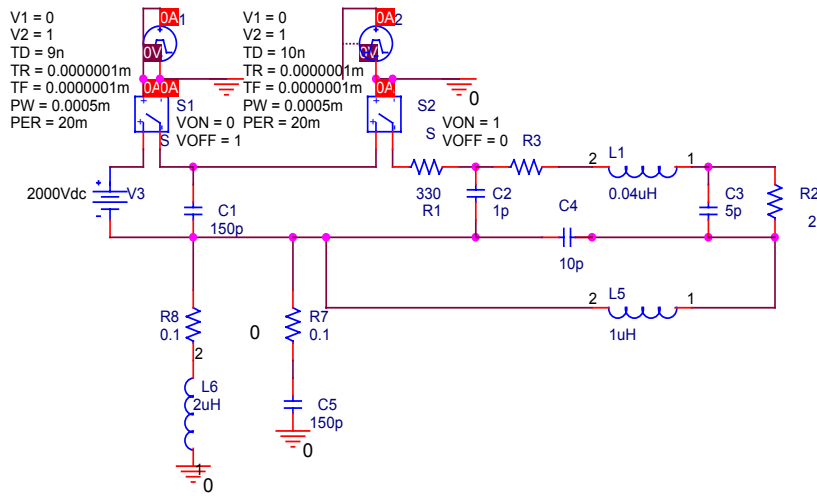 V1 = 0
V2 = 1
TD = 9n
TR = 0.0000001m
TF = 0.0000001m
PW = 0.0005m
PER = 20m
0A
1
0V
0A
0A
S1
S
VON = 0
VOFF = 1
V1 = 0
V2 = 1
TD = 10n
TR = 0.0000001m
TF = 0.0000001m
PW = 0.0005m
PER = 20m
0A
2
0V
0A
0
S2
S
VON = 1
VOFF = 0
2000Vdc
+
-
V3
C1
150p
330
R1
R3
C2
1p
C4
10p
2
L1
1
0.04uH
C3
5p
R2
2
2
L5
1
1uH
R8
0.1
2
L6
2uH
1
0
0
R7
0.1
C5
150p
0